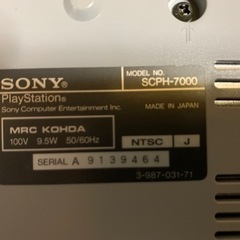 SONY
MODEL NO.
SCPH-7000
PlayStation®
Sony Computer Entertainment Inc.
MADE IN JAPAN
MRC KOHDA
100V 9.5W 50/60Hz
NTSC J
SERIAL A 9139464
3-987-031-71